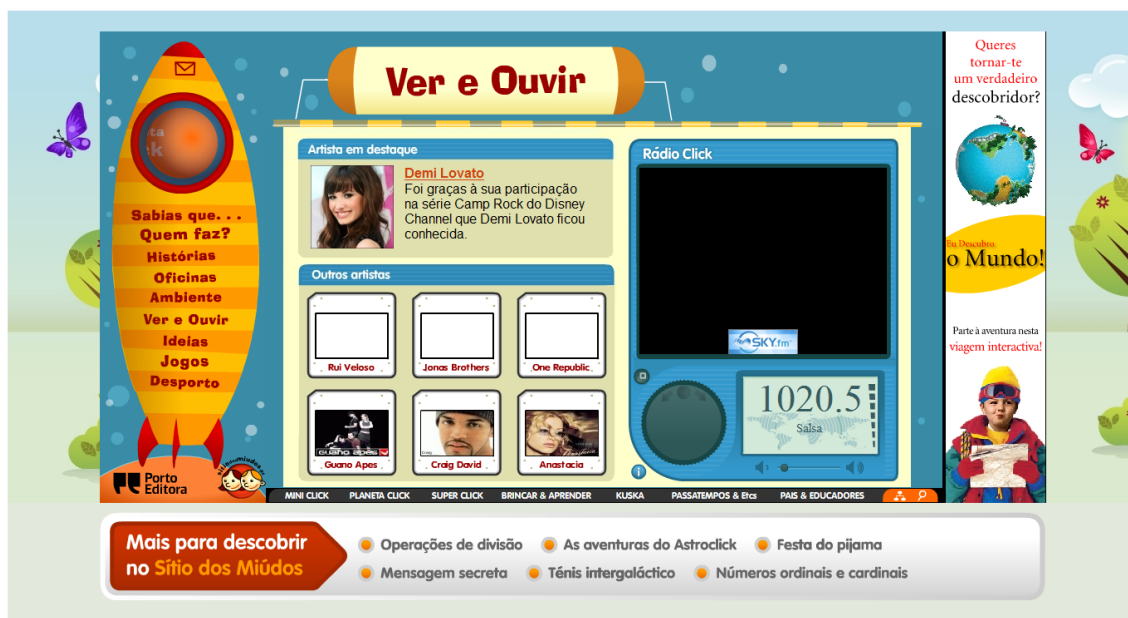 Ver e Ouvir
Sabias que. . .
Quem faz?
Histórias
Oficinas
Ambiente
Ver e Ouvir
Ideias
Jogos
Desporto
Porto
Editora
Artista em destaque
Demi Lovato
Foi graças à sua participação
na série Camp Rock do Disney
Channel que Demi Lovato ficou
conhecida.
Outros artistas
Rui Veloso
Jonas Brothers
One Republic
GUANO APES
Guano Apes
Craig David
Anastacia
Rádio Click
SKY.fm
1020.5
Salsa
MINI CLICK
PLANETA CLICK
SUPER CLICK
BRINCAR & APRENDER
KUSKA
PASSATEMPOS & Etcs
PAIS & EDUCADORES
Queres
tornar-te
um verdadeiro
descobridor?
Eu Descubro,
o Mundo!
Parte à aventura nesta
viagem interactiva!
Mais para descobrir
no Sítio dos Miúdos
Operações de divisão
As aventuras do Astroclick
Festa do pijama
Mensagem secreta
Ténis intergaláctico
Números ordinais e cardinais